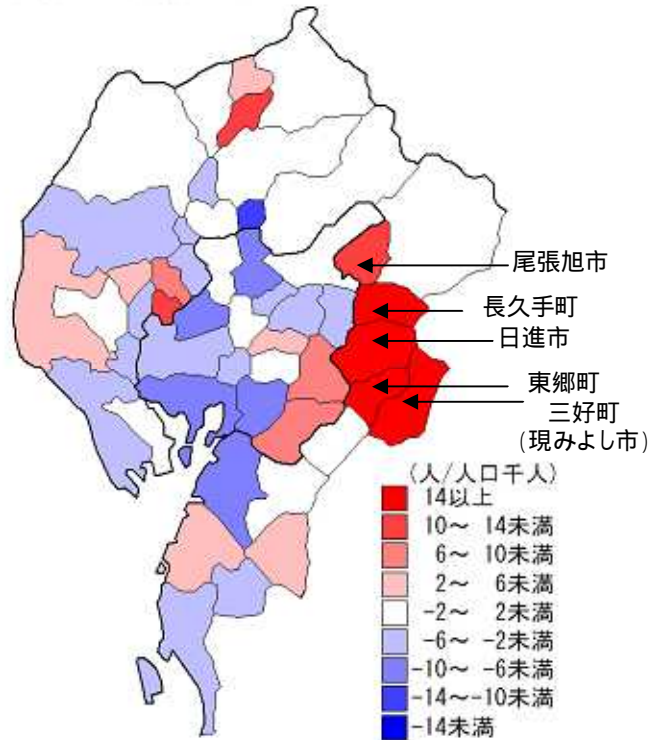 尾張旭市
長久手町
日進市
東郷町
三好町
(現みよし市)
(人/人口千人)
14以上
10～ 14未満
6～ 10未満
2～ 6未満
-2～ 2未満
-6～ -2未満
-10～ -6未満
-14～-10未満
-14未満